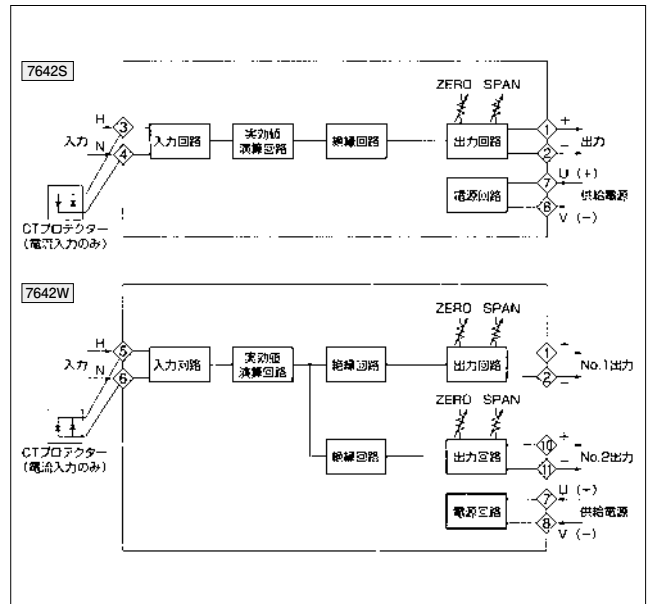 7642S
ZERO SPAN
H 3 1 +
入力 入力回路 実効値演算回路 絶縁回路 出力回路 出力
N 4 2 −
7 U (+)
電源回路 供給電源
8 V (−)
CTプロテクター
(電流入力のみ)
7642W
ZERO SPAN
H 5 1 +
入力 実効値演算回路 絶縁回路 出力回路 No.1出力
N 6 2 −
ZERO SPAN
10 +
絶縁回路 出力回路 No.2出力
11 −
7 U (+)
電源回路 供給電源
8 V (−)
CTプロテクター
(電流入力のみ)